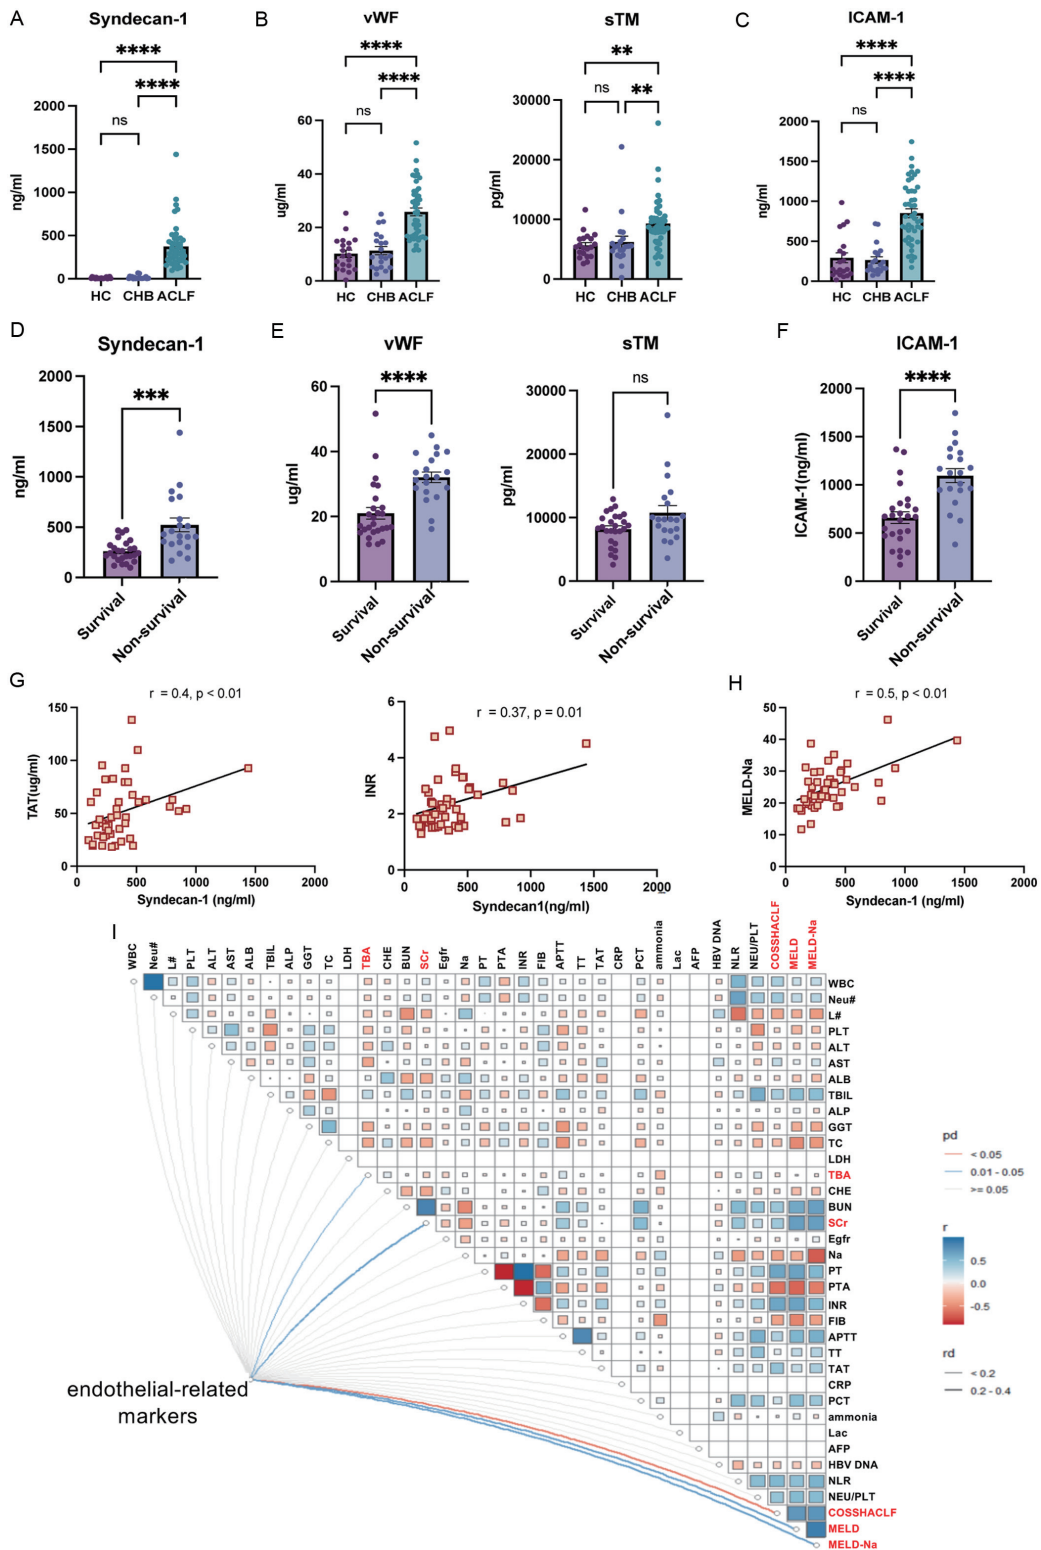 A
Syndecan-1
****
****
ns
2000
1500
1000
500
0
ng/ml
HC CHB ACLF
B
vWF
****
****
ns
60
40
20
0
ug/ml
HC CHB ACLF
sTM
**
ns
**
30000
20000
10000
0
pg/ml
HC CHB ACLF
C
ICAM-1
****
****
ns
2000
1500
1000
500
0
ng/ml
HC CHB ACLF
D
Syndecan-1
***
2000
1500
1000
500
0
ng/ml
Survival
Non-survival
E
vWF
****
60
40
20
0
ug/ml
Survival
Non-survival
sTM
ns
30000
20000
10000
0
pg/ml
Survival
Non-survival
F
ICAM-1
****
2000
1500
1000
500
0
ICAM-1(ng/ml)
Survival
Non-survival
G
r = 0.4, p < 0.01
150
100
50
0
TAT(ug/ml)
0 500 1000 1500 2000
Syndecan-1 (ng/ml)
r = 0.37, p = 0.01
6
4
2
0
INR
0 500 1000 1500 2000
Syndecan1(ng/ml)
H
r = 0.5, p < 0.01
50
40
30
20
10
0
MELD-Na
0 500 1000 1500 2000
Syndecan-1 (ng/ml)
I
WBC
Neu#
L#
PLT
ALT
AST
ALB
TBIL
ALP
GGT
TC
LDH
TBA
CHE
BUN
SCr
Egfr
Na
PT
PTA
INR
FIB
APTT
TT
TAT
CRP
PCT
ammonia
Lac
AFP
HBV DNA
NLR
NEU/PLT
COSSHACLF
MELD
MELD-Na
WBC
Neu#
L#
PLT
ALT
AST
ALB
TBIL
ALP
GGT
TC
LDH
TBA
CHE
BUN
SCr
Egfr
Na
PT
PTA
INR
FIB
APTT
TT
TAT
CRP
PCT
ammonia
Lac
AFP
HBV DNA
NLR
NEU/PLT
COSSHACLF
MELD
MELD-Na
endothelial-related
markers
pd
< 0.05
0.01 - 0.05
>= 0.05
r
0.5
0.0
-0.5
rd
< 0.2
0.2 - 0.4